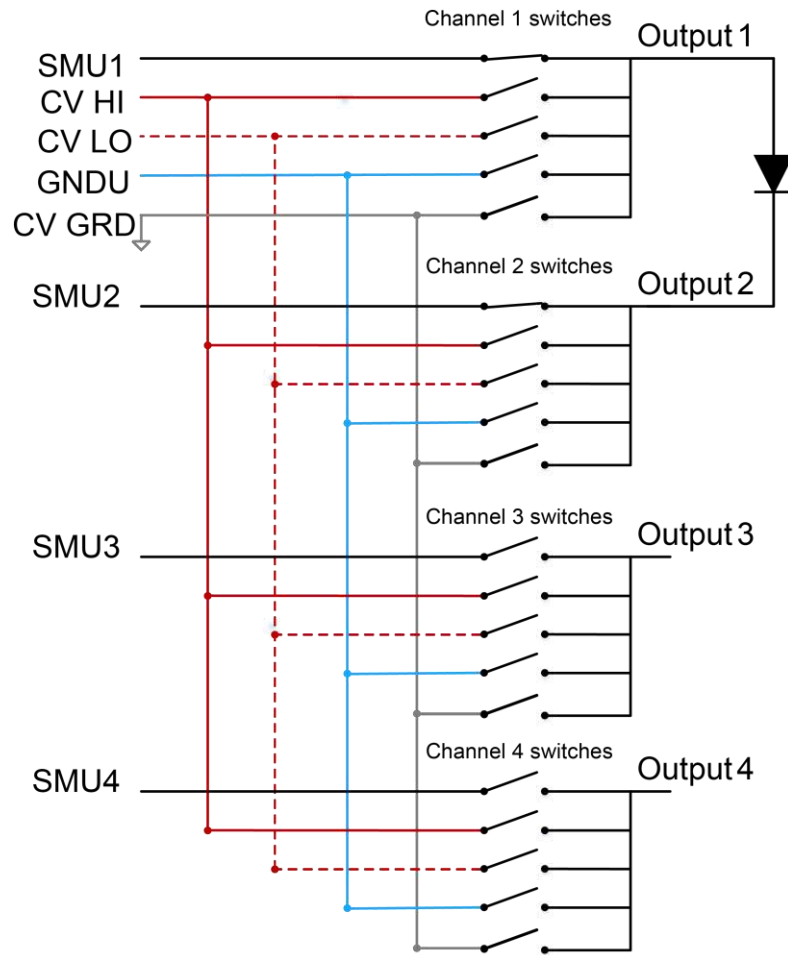 Channel 1 switches
Output 1
SMU1
CV HI
CV LO
GNDU
CV GRD
Channel 2 switches
Output 2
SMU2
Channel 3 switches
Output 3
SMU3
Channel 4 switches
Output 4
SMU4